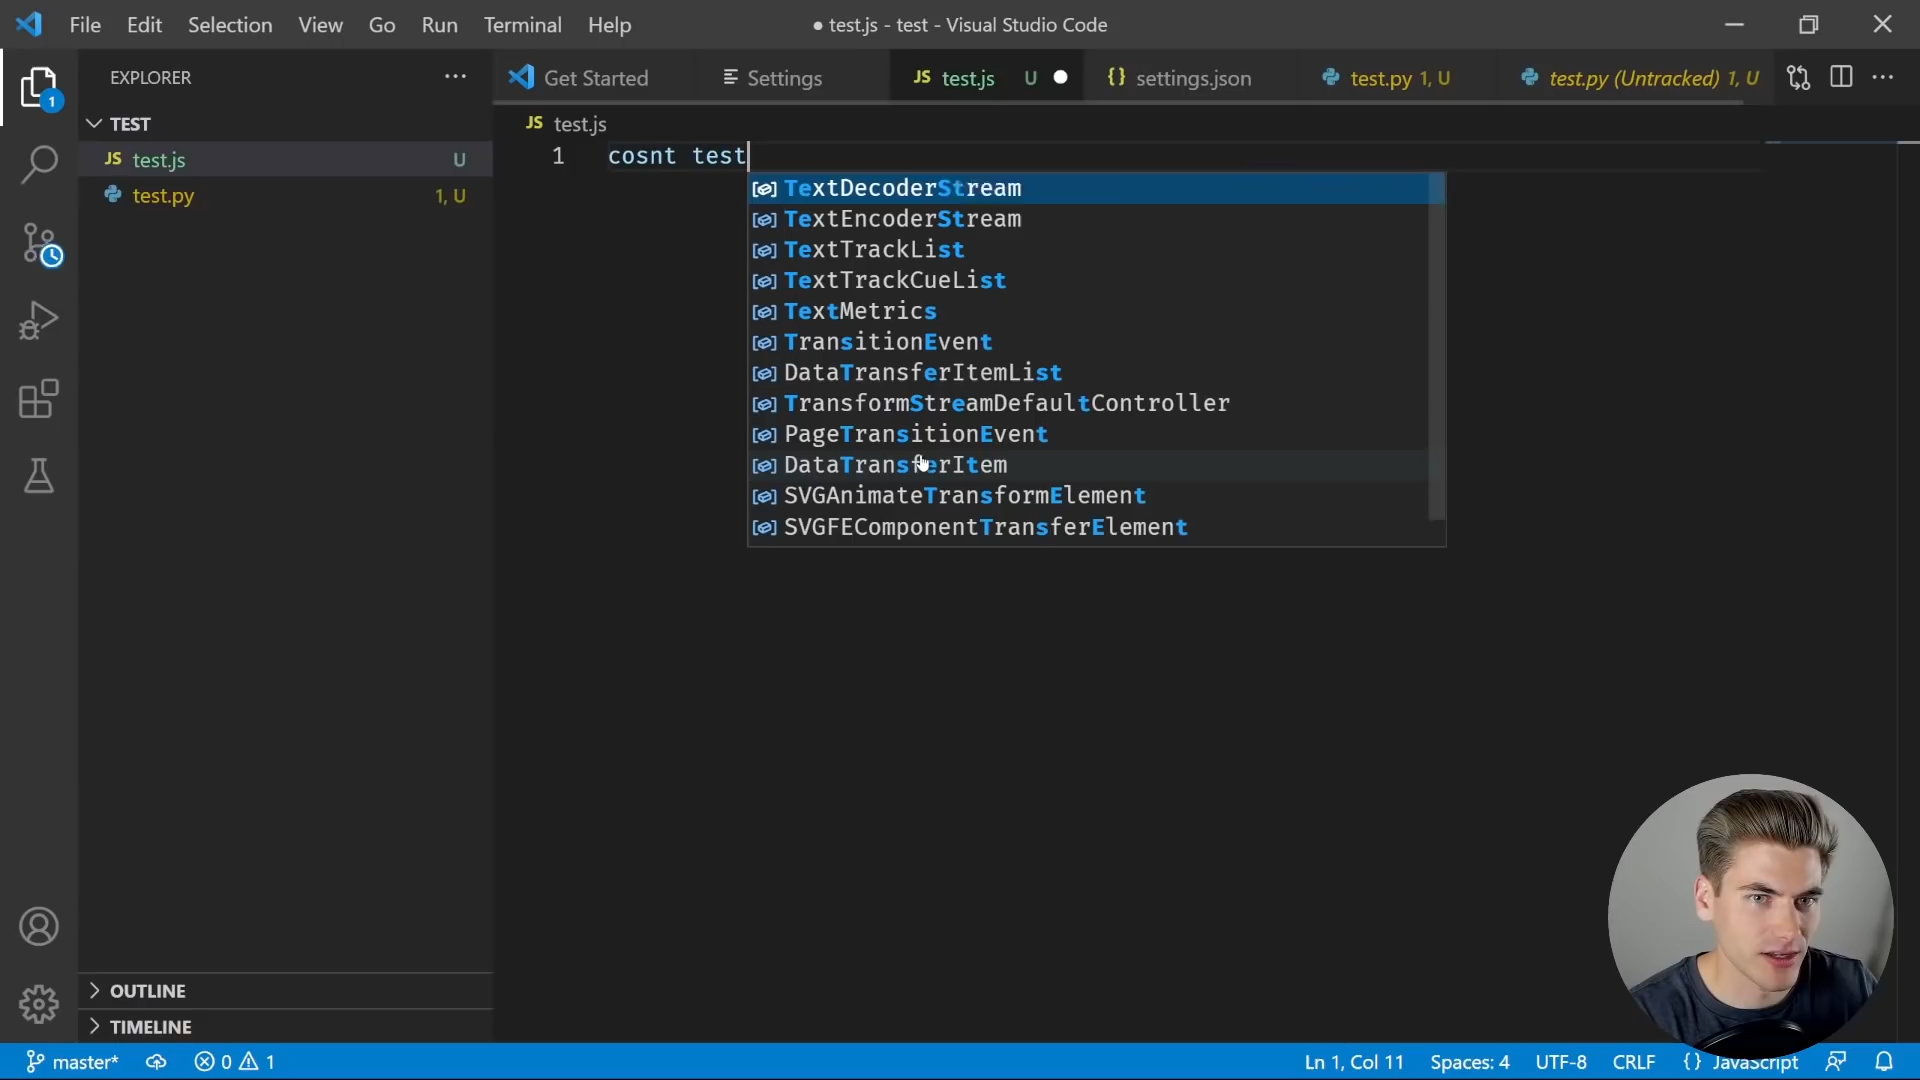 File Edit Selection View Go Run Terminal Help
● test.js - test - Visual Studio Code
EXPLORER
Get Started
Settings
JS test.js U
{} settings.json
test.py 1, U
test.py (Untracked) 1, U
1
TEST
JS test.js
JS test.js U
1 cosnt test
test.py 1, U
TextDecoderStream
TextEncoderStream
TextTrackList
TextTrackCueList
TextMetrics
TransitionEvent
DataTransferItemList
TransformStreamDefaultController
PageTransitionEvent
DataTransferItem
SVGAnimateTransformElement
SVGFEComponentTransferElement
OUTLINE
TIMELINE
master* 0 1
Ln 1, Col 11 Spaces: 4 UTF-8 CRLF {} JavaScript